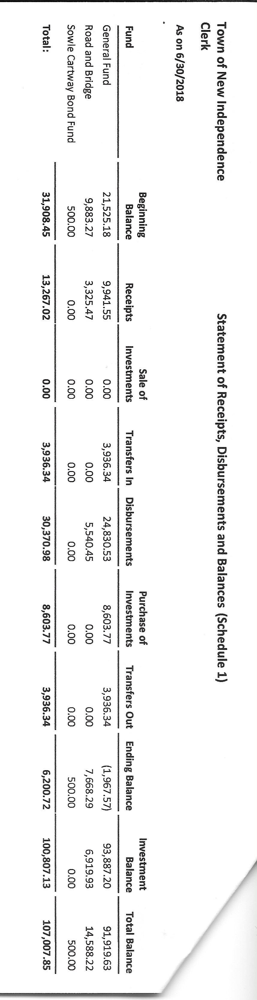 Town of New Independence Statement of Receipts, Disbursements and Balances (Schedule 1)
Clerk
As on 6/30/2018
Beginning Sale of Purchase of Investment
Fund Balance Receipts Investments Transfers In Disbursements Investments Transfers Out Ending Balance Balance Total Balance
General Fund 21,525.18 9,941.55 0.00 3,936.34 24,830.53 8,603.77 3,936.34 (1,967.57) 93,887.20 91,919.63
Road and Bridge 9,883.27 3,325.47 0.00 0.00 5,540.45 0.00 0.00 7,668.29 6,919.93 14,588.22
Sowle Cartway Bond Fund 500.00 0.00 0.00 0.00 0.00 0.00 0.00 500.00 0.00 500.00
Total: 31,908.45 13,267.02 0.00 3,936.34 30,370.98 8,603.77 3,936.34 6,200.72 100,807.13 107,007.85